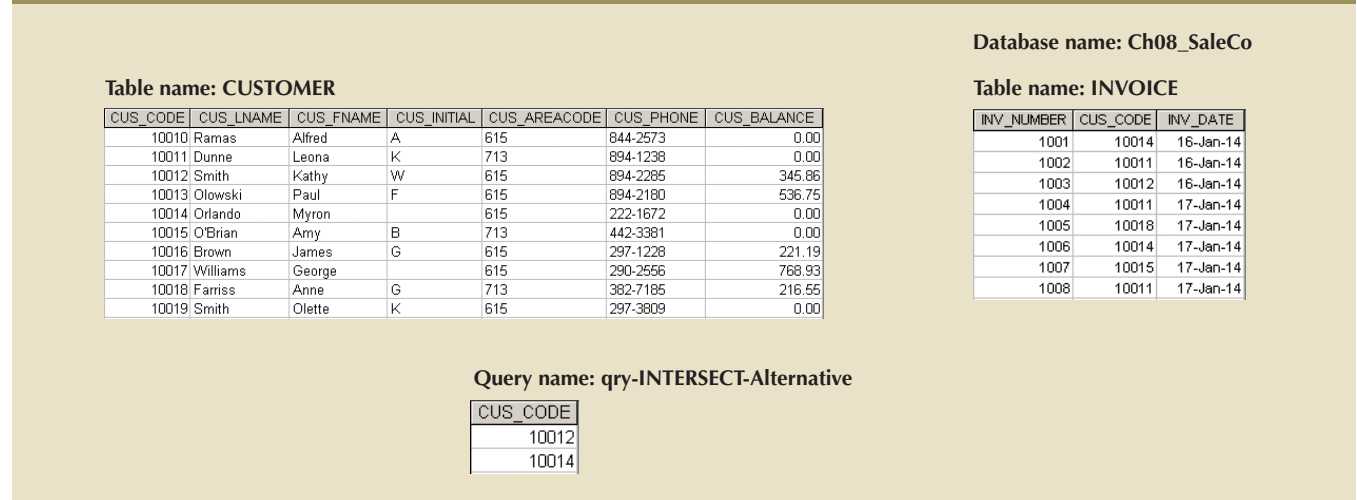 Database name: Ch08_SaleCo
Table name: CUSTOMER
CUS_CODE CUS_LNAME CUS_FNAME CUS_INITIAL CUS_AREACODE CUS_PHONE CUS_BALANCE
10010 Ramas Alfred A 615 844-2573 0.00
10011 Dunne Leona K 713 894-1238 0.00
10012 Smith Kathy W 615 894-2285 345.86
10013 Olowski Paul F 615 894-2180 536.75
10014 Orlando Myron 615 222-1672 0.00
10015 O'Brian Amy B 713 442-3381 0.00
10016 Brown James G 615 297-1228 221.19
10017 Williams George 615 290-2556 768.93
10018 Farriss Anne G 713 382-7185 216.55
10019 Smith Olette K 615 297-3809 0.00
Table name: INVOICE
INV_NUMBER CUS_CODE INV_DATE
1001 10014 16-Jan-14
1002 10011 16-Jan-14
1003 10012 16-Jan-14
1004 10011 17-Jan-14
1005 10018 17-Jan-14
1006 10014 17-Jan-14
1007 10015 17-Jan-14
1008 10011 17-Jan-14
Query name: qry-INTERSECT-Alternative
CUS_CODE
10012
10014